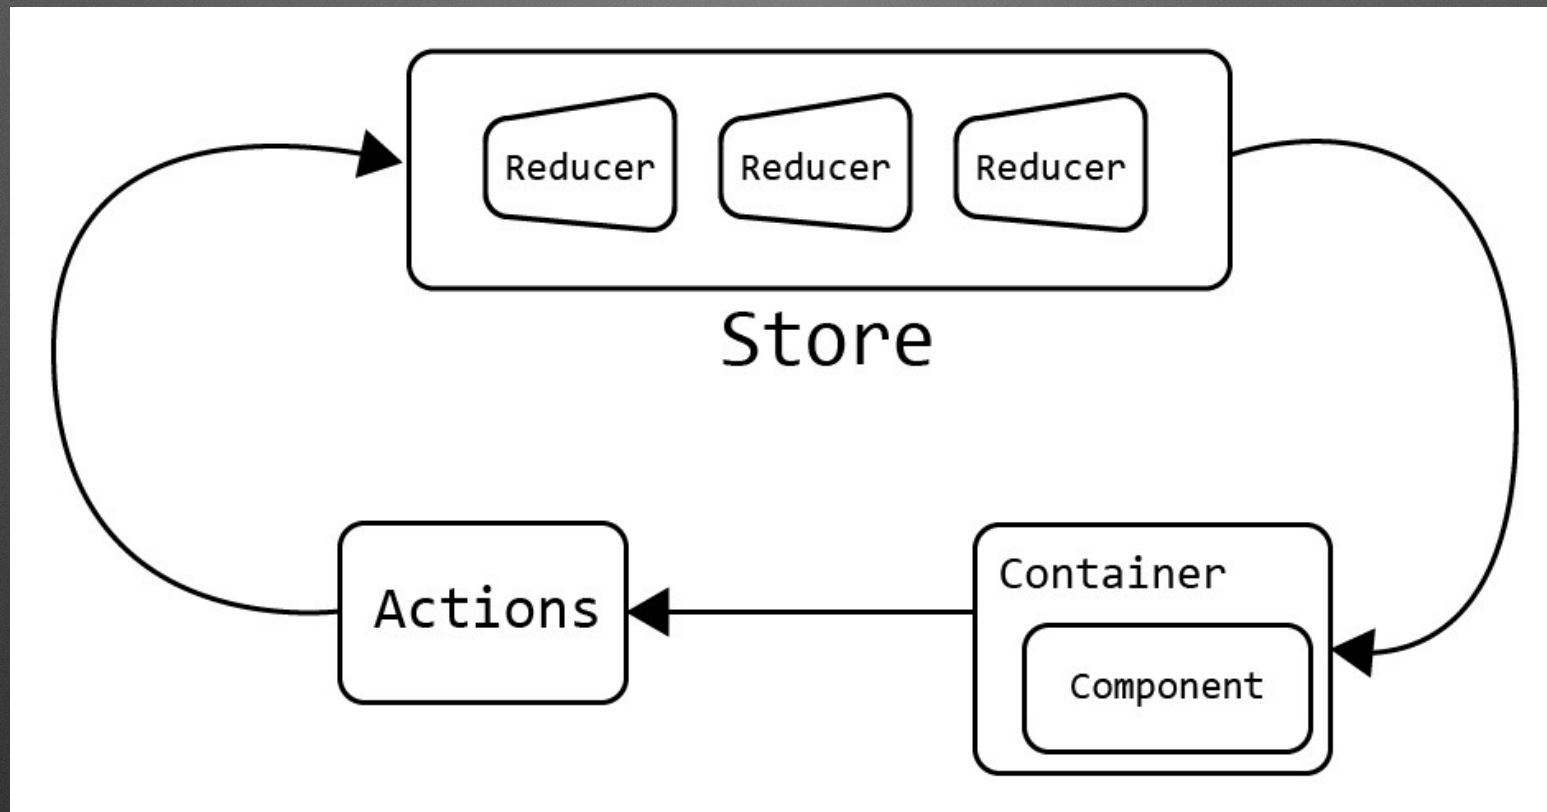 Reducer Reducer Reducer
Store
Actions
Container
Component